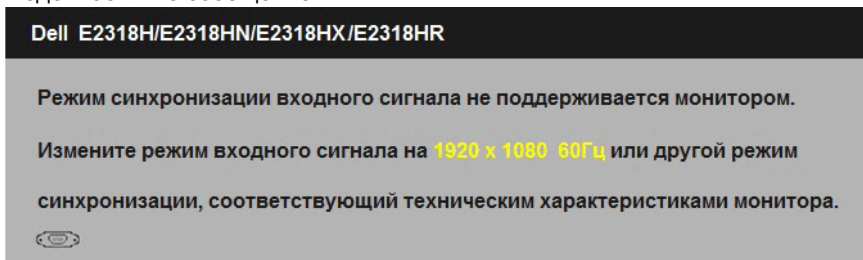 Dell E2318H/E2318HN/E2318HX/E2318HR
Режим синхронизации входного сигнала не поддерживается монитором.
Измените режим входного сигнала на 1920 x 1080 60Гц или другой режим
синхронизации, соответствующий техническим характеристиками монитора.